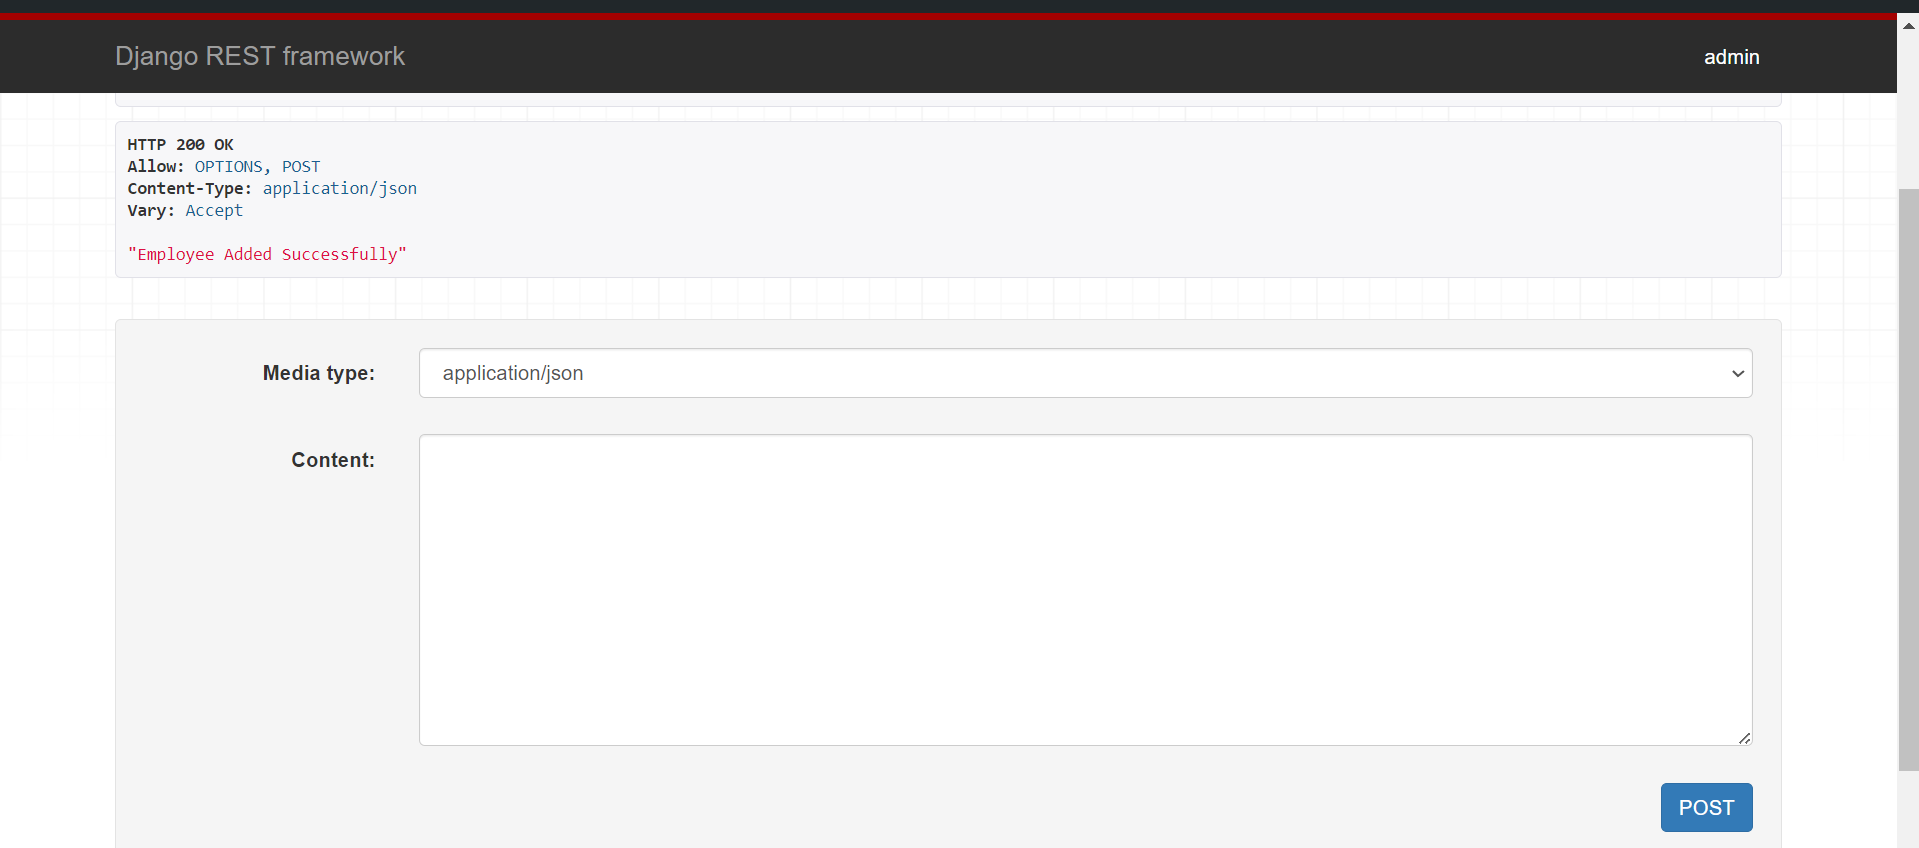 Django REST framework
admin
HTTP 200 OK
Allow: OPTIONS, POST
Content-Type: application/json
Vary: Accept
"Employee Added Successfully"
Media type:
application/json
Content:
POST